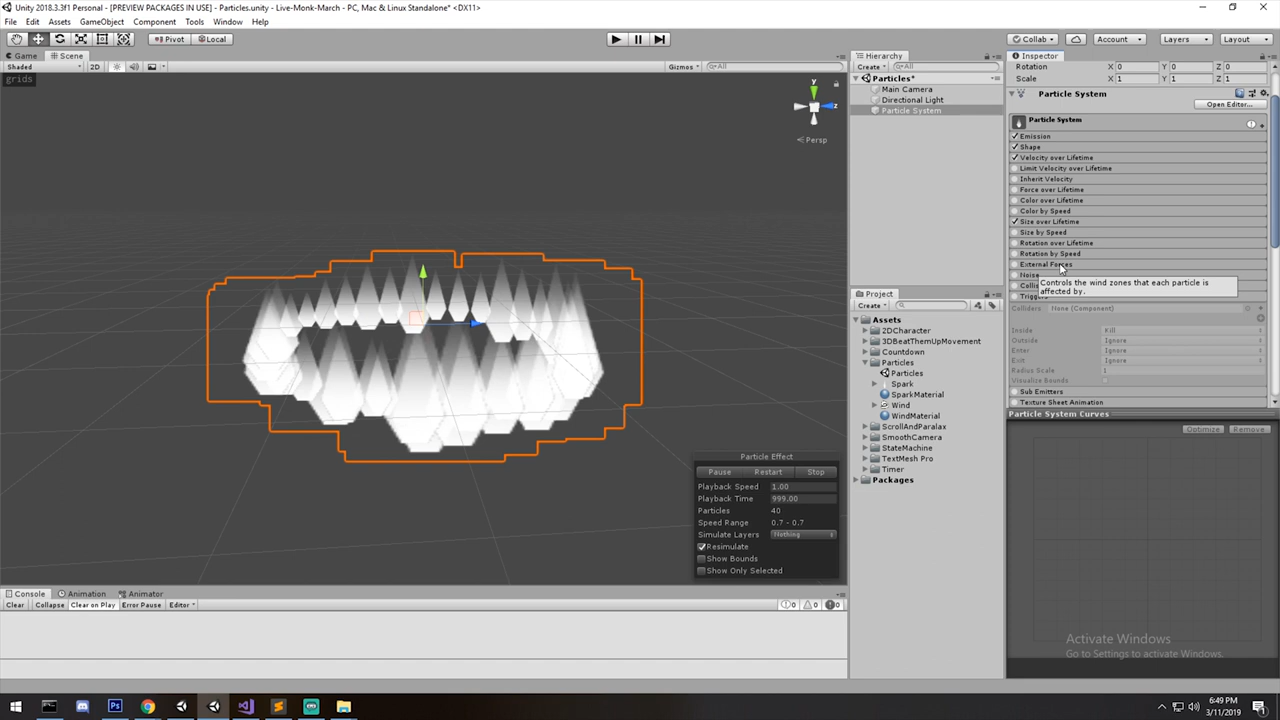 Unity 2018.3.3f1 Personal - [PREVIEW PACKAGES IN USE] - Particles.unity - Live-Monk-March - PC, Mac & Linux Standalone* <DX11>
File Edit Assets GameObject Component Tools Window Help
Pivot Local Collab Account Layers Layout
Game Scene
Shaded 2D Gizmos All
grids
y
z
Persp
Particle Effect
Pause Restart Stop
Playback Speed 1.00
Playback Time 999.00
Particles 40
Speed Range 0.7 - 0.7
Simulate Layers Nothing
Resimulate
Show Bounds
Show Only Selected
Console Animation Animator
Clear Collapse Clear on Play Error Pause Editor 0 0 0
Hierarchy
Create All
Particles*
Main Camera
Directional Light
Particle System
Project
Create
Assets
2DCharacter
3DBeatThemUpMovement
Countdown
Particles
Particles
Spark
SparkMaterial
Wind
WindMaterial
ScrollAndParalax
SmoothCamera
StateMachine
TextMesh Pro
Timer
Packages
Inspector
Rotation X 0 Y 0 Z 0
Scale X 1 Y 1 Z 1
Particle System
Open Editor...
Particle System
Emission
Shape
Velocity over Lifetime
Limit Velocity over Lifetime
Inherit Velocity
Force over Lifetime
Color over Lifetime
Color by Speed
Size over Lifetime
Size by Speed
Rotation over Lifetime
Rotation by Speed
External Forces
Noise
Controls the wind zones that each particle is
affected by.
Colliders None (Component)
Inside Kill
Outside Ignore
Enter Ignore
Exit Ignore
Radius Scale 1
Visualize Bounds
Sub Emitters
Texture Sheet Animation
Particle System Curves
Optimize Remove
Activate Windows
Go to Settings to activate Windows.
6:49 PM
3/11/2019